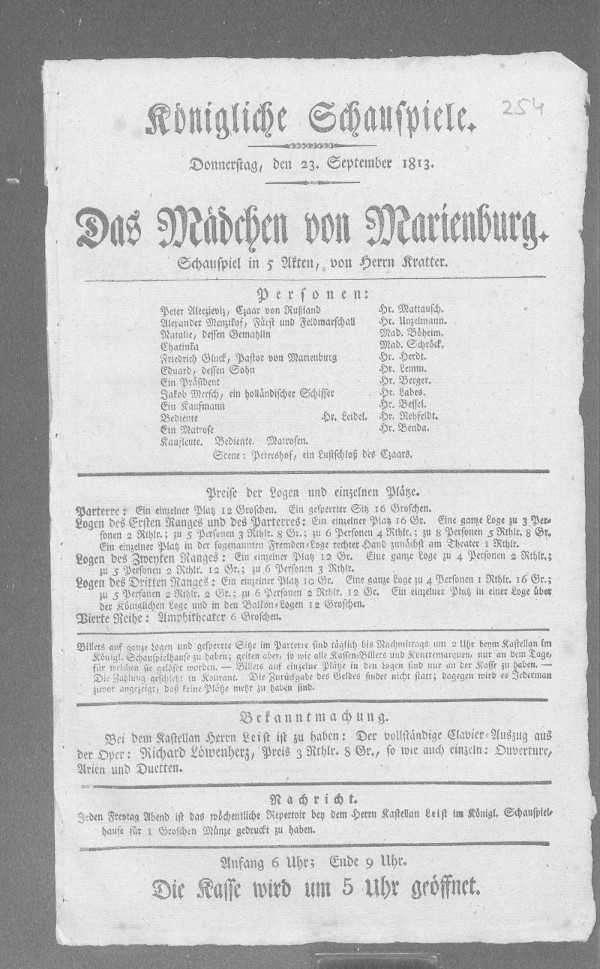 254
Königliche Schauspiele.
Donnerstag, den 23. September 1813.
Das Mädchen von Marienburg.
Schauspiel in 5 Akten, von Herrn Kratter.
Personen:
Peter Alexiewiz, Czaar von Rußland Hr. Mattausch.
Alexander Menzikof, Fürst und Feldmarschall Hr. Unzelmann.
Natalie, dessen Gemahlin Mad. Böheim.
Chatinka Mad. Schröck.
Friedrich Gluck, Pastor von Marienburg Hr. Herdt.
Eduard, dessen Sohn Hr. Lemm.
Ein Präsident Hr. Berger.
Jakob Mersch, ein holländischer Schiffer Hr. Labes.
Ein Kaufmann Hr. Bessel.
Bediente Hr. Leidel. Hr. Rehfeldt.
Ein Matrose Hr. Benda.
Kaufleute. Bediente. Matrosen.
Scene: Petershof, ein Lustschloß des Czaars.
Preise der Logen und einzelnen Plätze.
Parterre: Ein einzelner Platz 12 Groschen. Ein gesperrter Sitz 16 Groschen.
Logen des Ersten Ranges und des Parterres: Ein einzelner Platz 16 Gr. Eine ganze Loge zu 3 Per-
sonen 2 Rthlr.; zu 5 Personen 3 Rthlr. 8 Gr.; zu 6 Personen 4 Rthlr.; zu 8 Personen 5 Rthlr. 8 Gr.
Ein einzelner Platz in der sogenannten Fremden-Loge rechter Hand zunächst am Theater 1 Rthlr.
Logen des Zweyten Ranges: Ein einzelner Platz 12 Gr. Eine ganze Loge zu 4 Personen 2 Rthlr.;
zu 5 Personen 2 Rthlr. 12 Gr.; zu 6 Personen 3 Rthlr.
Logen des Dritten Ranges: Ein einzelner Platz 10 Gr. Eine ganze Loge zu 4 Personen 1 Rthlr. 16 Gr.;
zu 5 Personen 2 Rthlr. 2 Gr.; zu 6 Personen 2 Rthlr. 12 Gr. Ein einzelner Platz in einer Loge über
der Königlichen Loge und in den Balkon-Logen 12 Groschen.
Vierte Reihe: Amphitheater 6 Groschen.
Billets auf ganze Logen und gesperrte Sitze im Parterre sind täglich bis Nachmittags um 2 Uhr beym Kastellan im
Königl. Schauspielhause zu haben; gelten aber, so wie alle Kassen-Billets und Kontremarquen, nur an dem Tage,
für welchen sie gelöset worden. — Billets auf einzelne Plätze in den Logen sind nur an der Kasse zu haben. —
Die Zahlung geschieht in Kourant. Die Zurückgabe des Geldes findet nicht statt; dagegen wird es Jederman
zuvor angezeigt, daß keine Plätze mehr zu haben sind.
Bekanntmachung.
Bei dem Kastellan Herrn Leist ist zu haben: Der vollständige Clavier-Auszug aus
der Oper: Richard Löwenherz, Preis 3 Rthlr. 8 Gr., so wie auch einzeln: Ouverture,
Arien und Duetten.
Nachricht.
Jeden Freytag Abend ist das wöchentliche Repertoir bey dem Herrn Kastellan Leist im Königl. Schauspiel-
hause für 1 Groschen Münze gedruckt zu haben.
Anfang 6 Uhr; Ende 9 Uhr.
Die Kasse wird um 5 Uhr geöffnet.